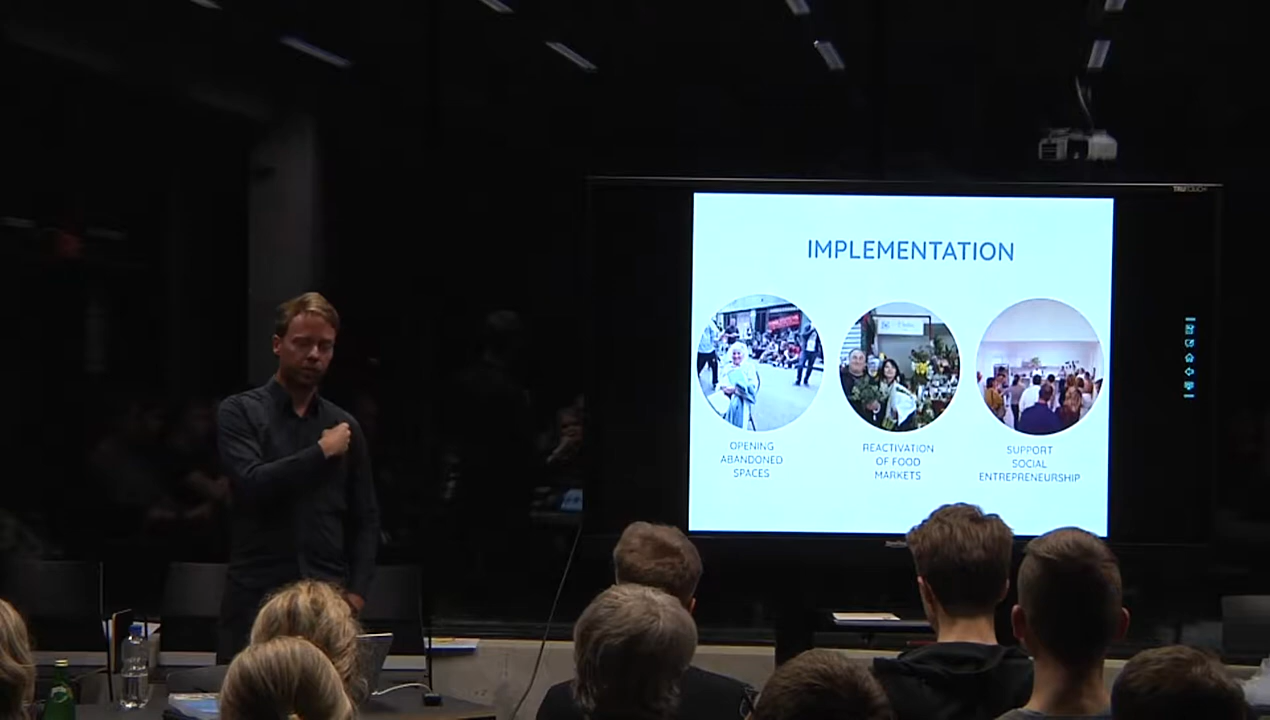 IMPLEMENTATION
OPENING
ABANDONED
SPACES
REACTIVATION
OF FOOD
MARKETS
SUPPORT
SOCIAL
ENTREPRENEURSHIP